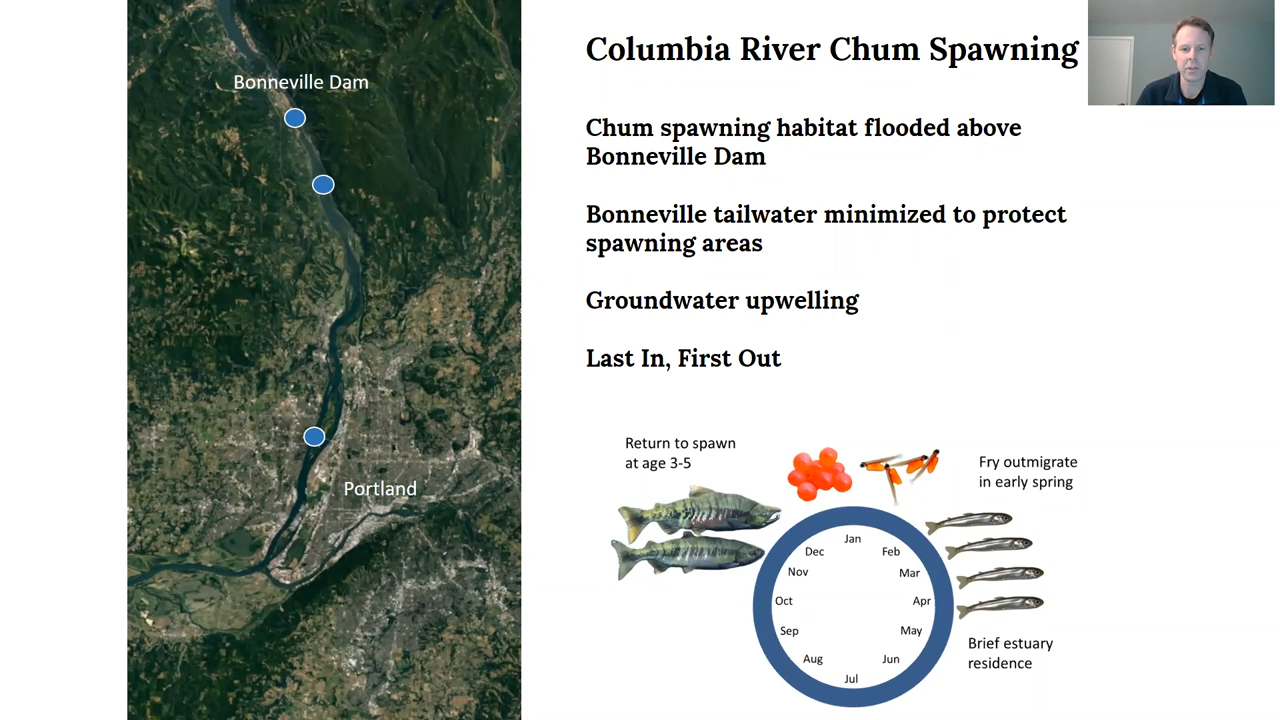 Bonneville Dam
Portland
Columbia River Chum Spawning
Chum spawning habitat flooded above
Bonneville Dam
Bonneville tailwater minimized to protect
spawning areas
Groundwater upwelling
Last In, First Out
Return to spawn
at age 3-5
Fry outmigrate
in early spring
Jan
Feb
Mar
Apr
May
Jun
Jul
Aug
Sep
Oct
Nov
Dec
Brief estuary
residence